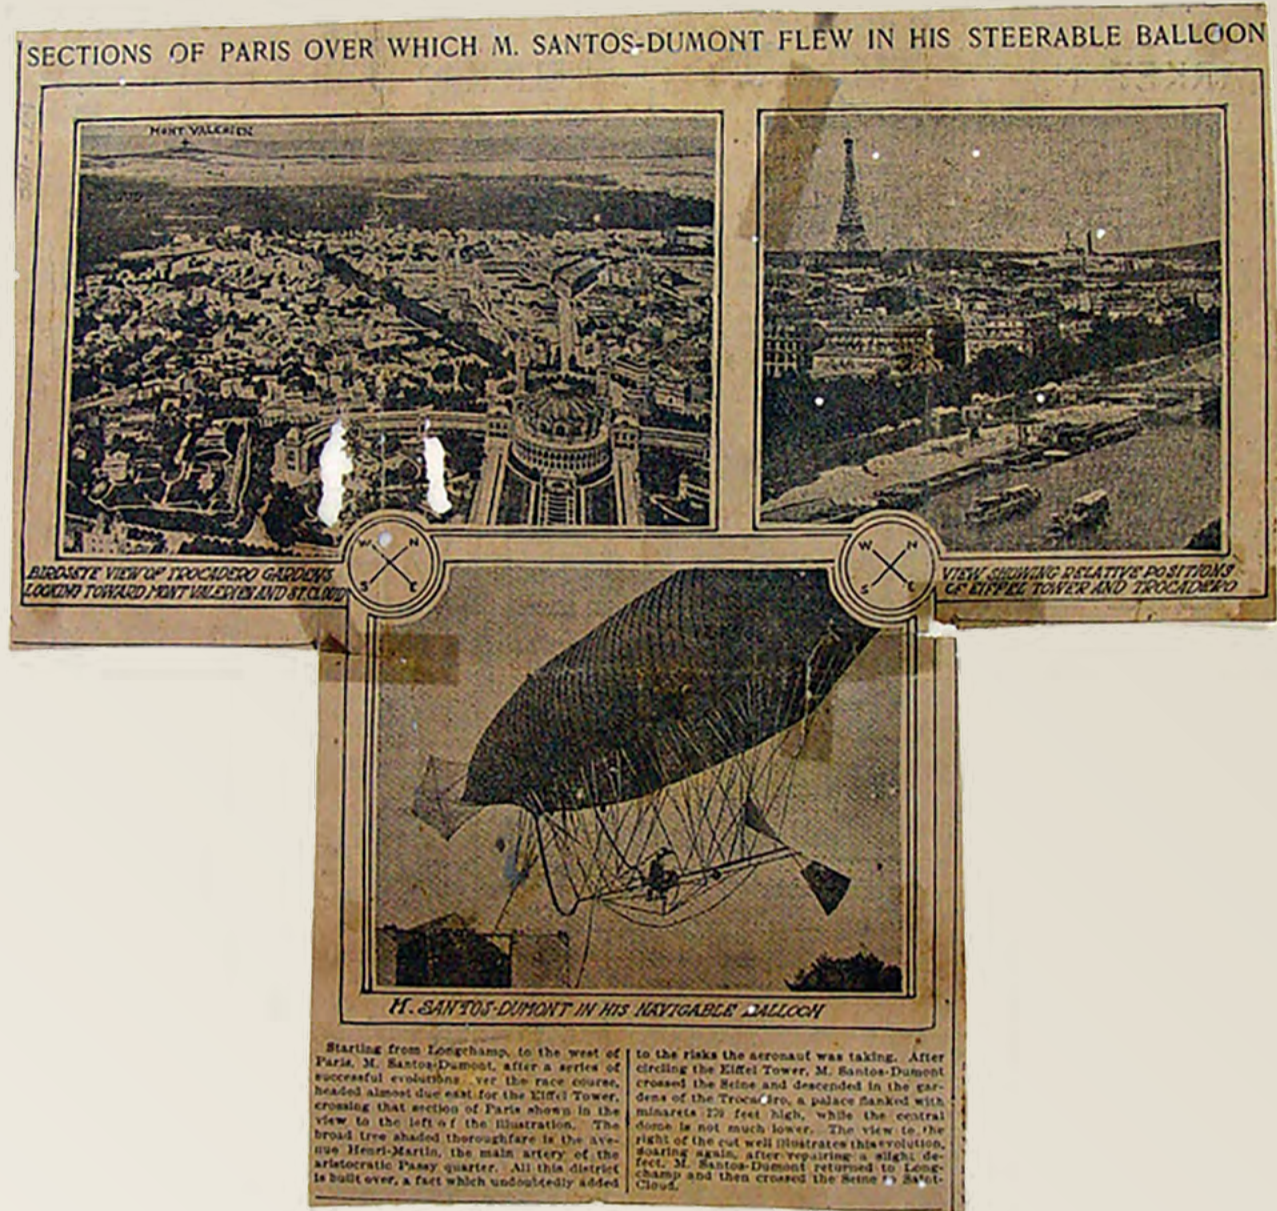 SECTIONS OF PARIS OVER WHICH M. SANTOS-DUMONT FLEW IN HIS STEERABLE BALLOON
MONT VALERIEN
W N
S E
BIRDSEYE VIEW OF TROCADERO GARDENS
LOOKING TOWARD MONT VALERIEN AND ST. CLOUD
W N
S E
VIEW SHOWING RELATIVE POSITIONS
OF EIFFEL TOWER AND TROCADERO
M. SANTOS-DUMONT IN HIS NAVIGABLE BALLOON
Starting from Longchamp, to the west of
Paris, M. Santos-Dumont, after a series of
successful evolutions ver the race course,
headed almost due east for the Eiffel Tower,
crossing that section of Paris shown in the
view to the left of the illustration. The
broad tree shaded thoroughfare is the ave-
nue Henri-Martin, the main artery of the
aristocratic Passy quarter. All this district
is built over, a fact which undoubtedly added
to the risks the aeronaut was taking. After
circling the Eiffel Tower, M. Santos-Dumont
crossed the Seine and descended in the gar-
dens of the Trocadero, a palace flanked with
minarets 270 feet high, while the central
dome is not much lower. The view to the
right of the cut well illustrates this evolution.
Soaring again, after repairing a slight de-
fect, M. Santos-Dumont returned to Long-
champ and then crossed the Seine to Saint-
Cloud.